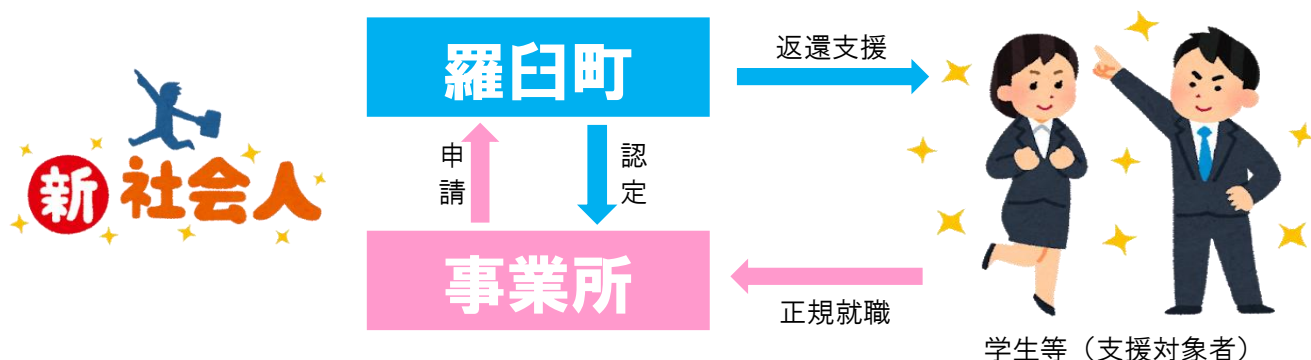 羅臼町
返還支援
新社会人
申請
認定
事業所
正規就職
学生等（支援対象者）